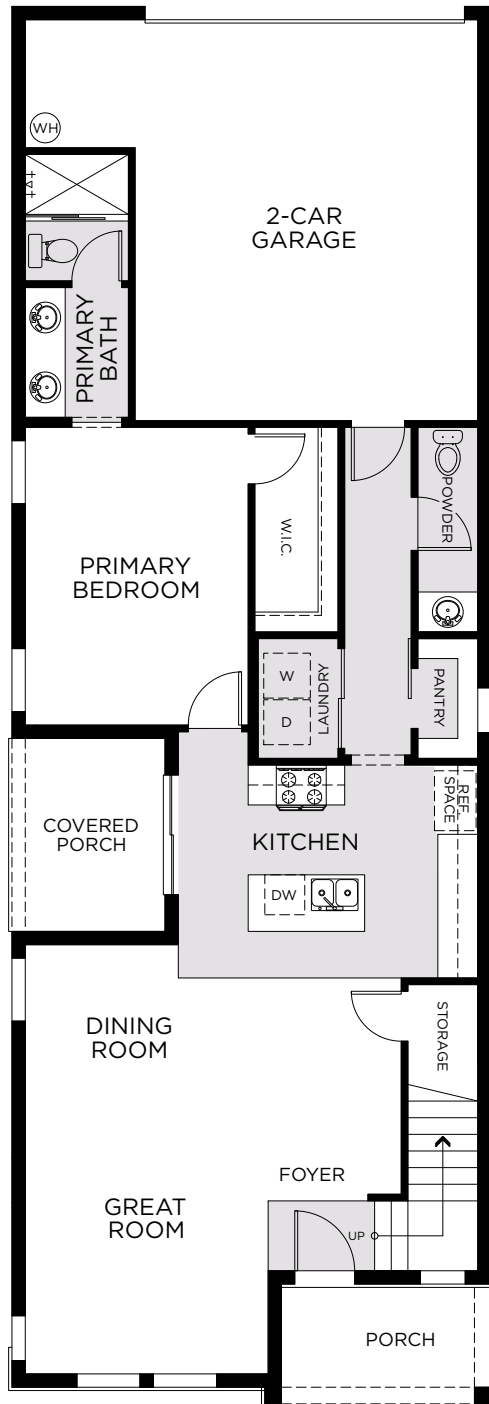 WH
2-CAR
GARAGE
PRIMARY
BATH
POWDER
W.I.C.
PRIMARY
BEDROOM
W
D
LAUNDRY
PANTRY
REF.
SPACE
COVERED
PORCH
KITCHEN
DW
DINING
ROOM
STORAGE
FOYER
GREAT
ROOM
UP
PORCH